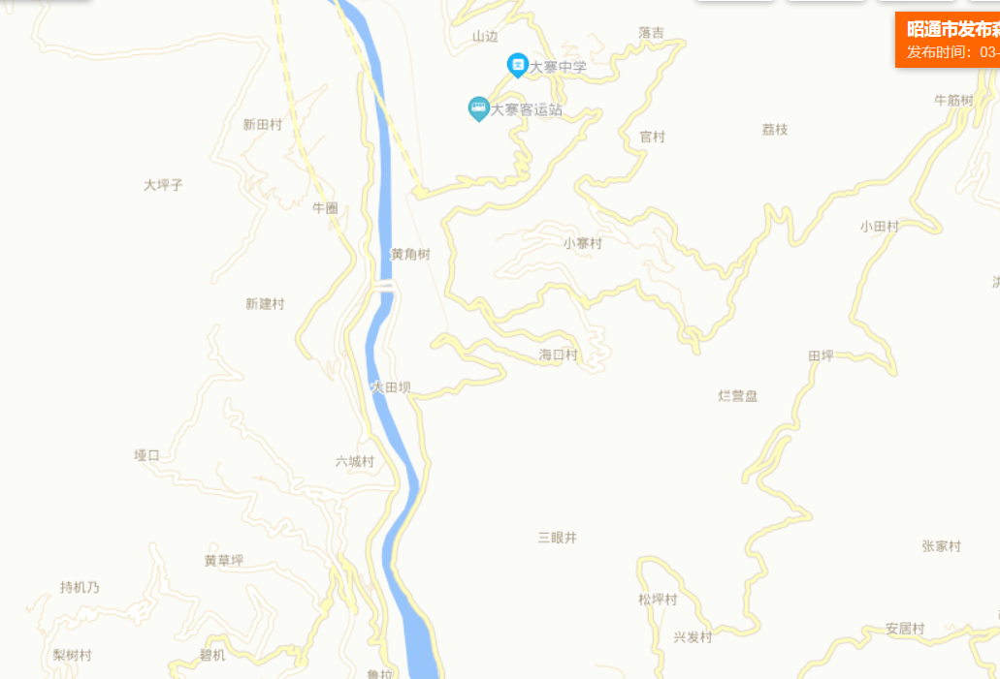 昭通市发布森
发布时间：03-
山边
落吉
大寨中学
大寨客运站
牛筋树
新田村
官村
荔枝
大坪子
牛圈
小田村
小寨村
黄角树
新建村
海口村
田坪
大田坝
烂营盘
垭口
六城村
三眼井
张家村
黄草坪
持机乃
松坪村
安居村
兴发村
梨树村
碧机
鲁拉